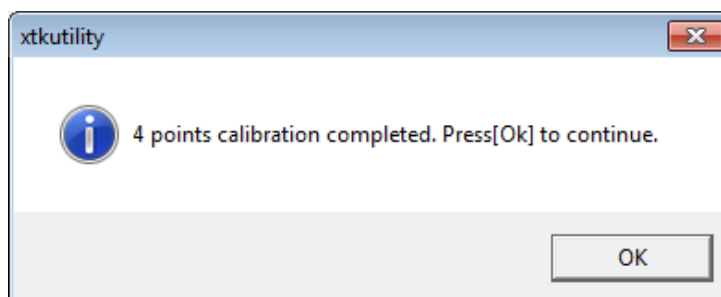 xtkutility
4 points calibration completed. Press[Ok] to continue.
OK